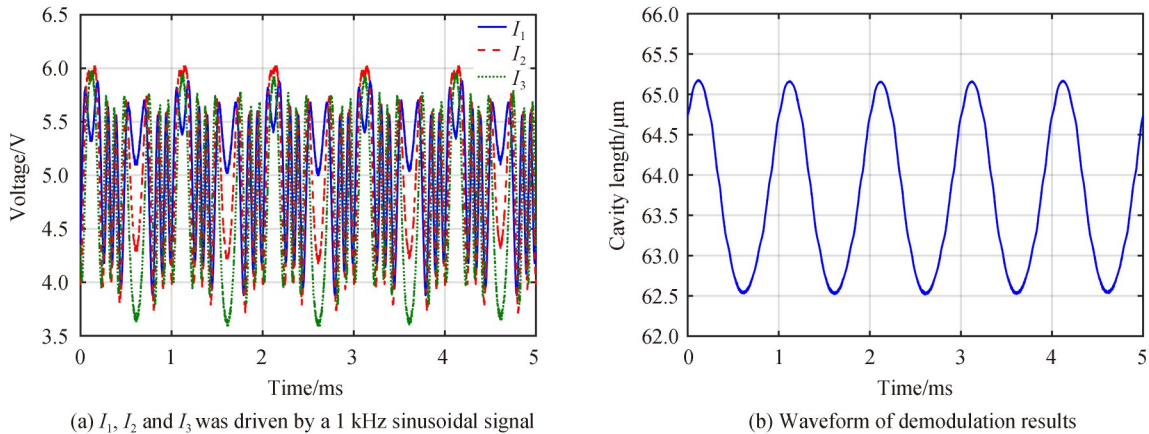 6.5
6.0
5.5
5.0
4.5
4.0
3.5
Voltage/V
I₁
I₂
I₃
0 1 2 3 4 5
Time/ms
(a) I₁, I₂ and I₃ was driven by a 1 kHz sinusoidal signal
66.0
65.5
65.0
64.5
64.0
63.5
63.0
62.5
62.0
Cavity length/μm
0 1 2 3 4 5
Time/ms
(b) Waveform of demodulation results